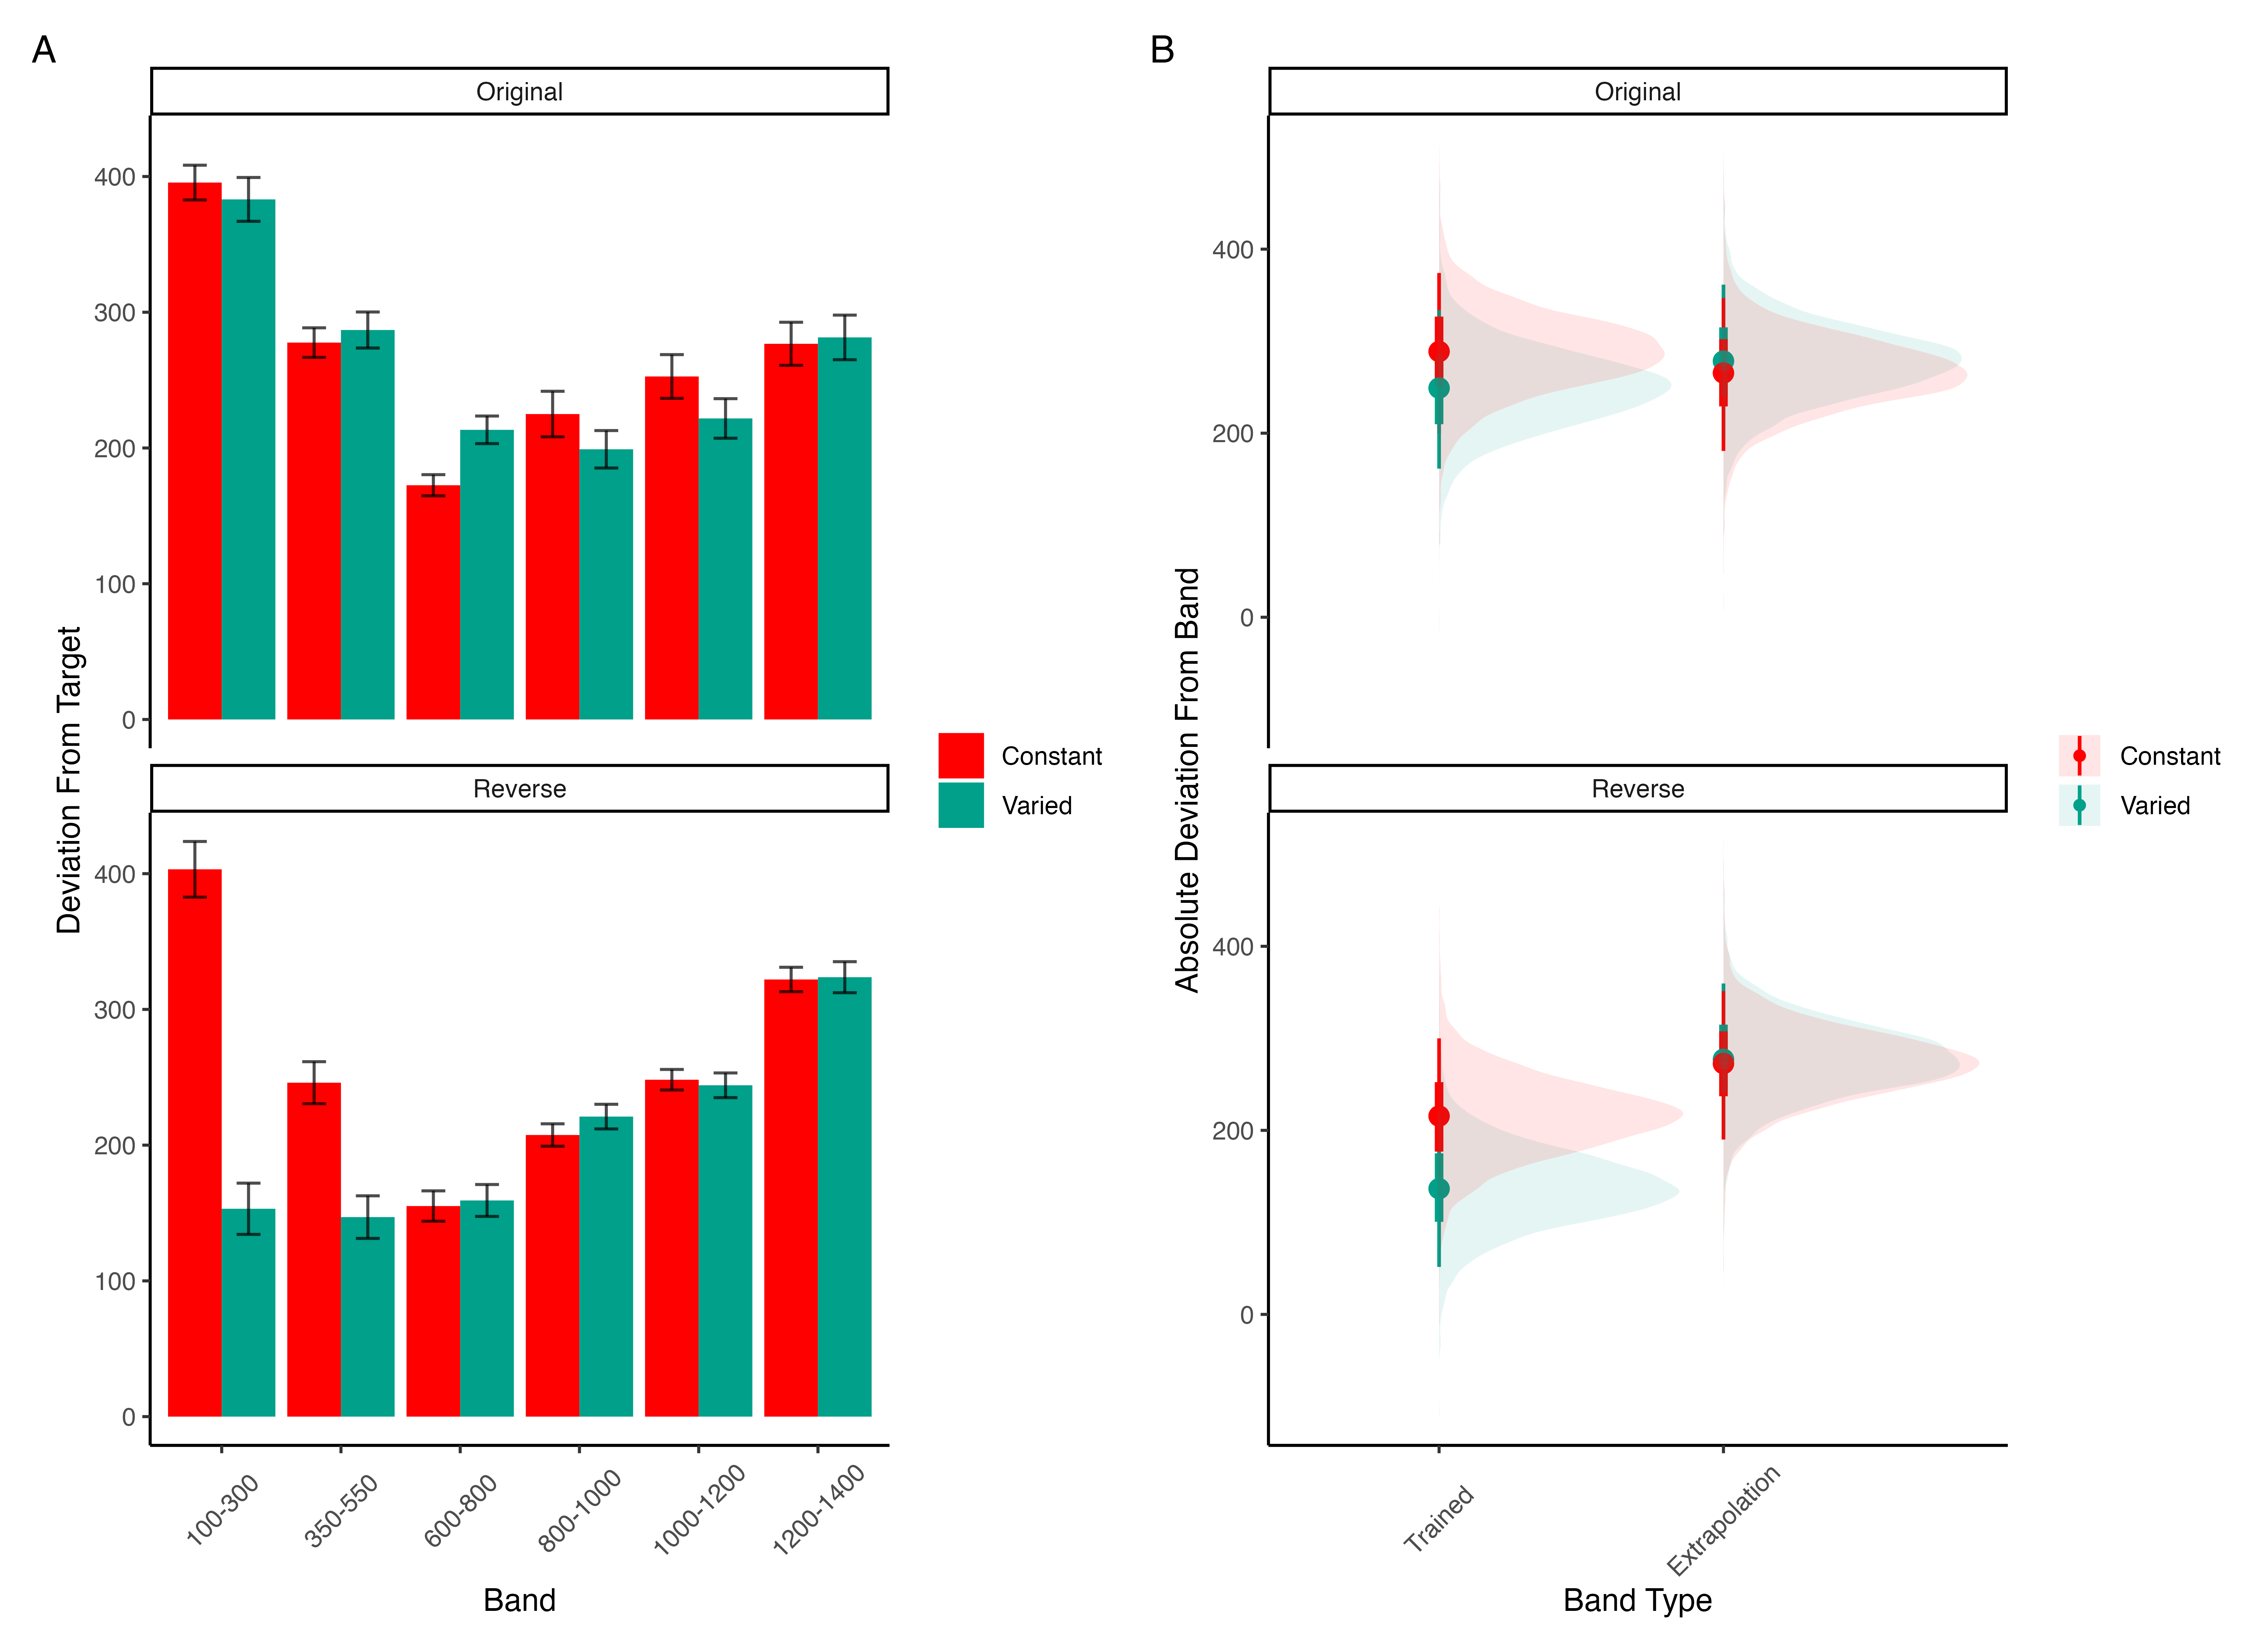 A
Original
400
300
200
100
0
Deviation From Target
Reverse
400
300
200
100
0
100-300
350-550
600-800
800-1000
1000-1200
1200-1400
Band
Constant
Varied
B
Original
400
200
0
Absolute Deviation From Band
Reverse
400
200
0
Trained
Extrapolation
Band Type
Constant
Varied